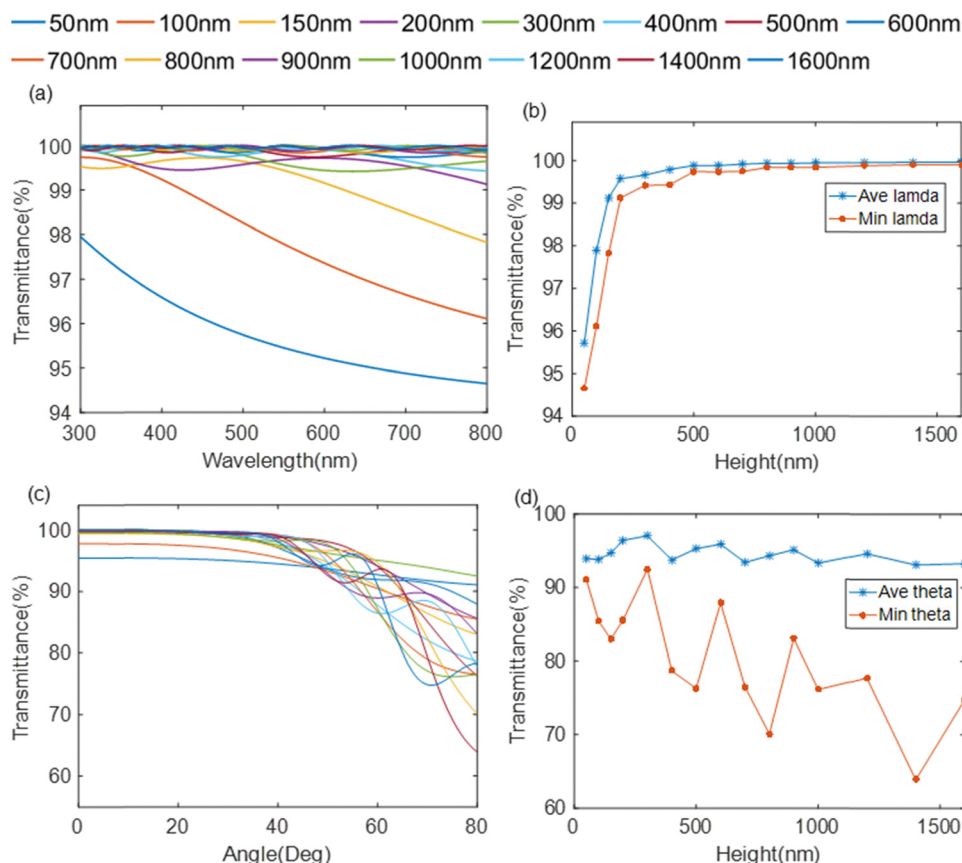 50nm 100nm 150nm 200nm 300nm 400nm 500nm 600nm
700nm 800nm 900nm 1000nm 1200nm 1400nm 1600nm
(a)
100
99
98
97
96
95
94
300 400 500 600 700 800
Wavelength(nm)
Transmittance(%)
(b)
100
99
98
97
96
95
94
0 500 1000 1500
Height(nm)
Transmittance(%)
Ave lamda
Min lamda
(c)
100
90
80
70
60
0 20 40 60 80
Angle(Deg)
Transmittance(%)
(d)
100
90
80
70
60
0 500 1000 1500
Height(nm)
Transmittance(%)
Ave theta
Min theta